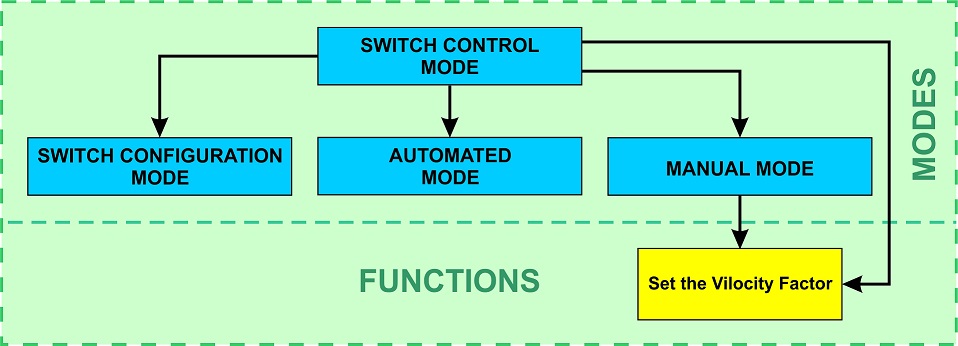 SWITCH CONTROL
MODE
SWITCH CONFIGURATION
MODE
AUTOMATED
MODE
MANUAL MODE
MODES
FUNCTIONS
Set the Vilocity Factor